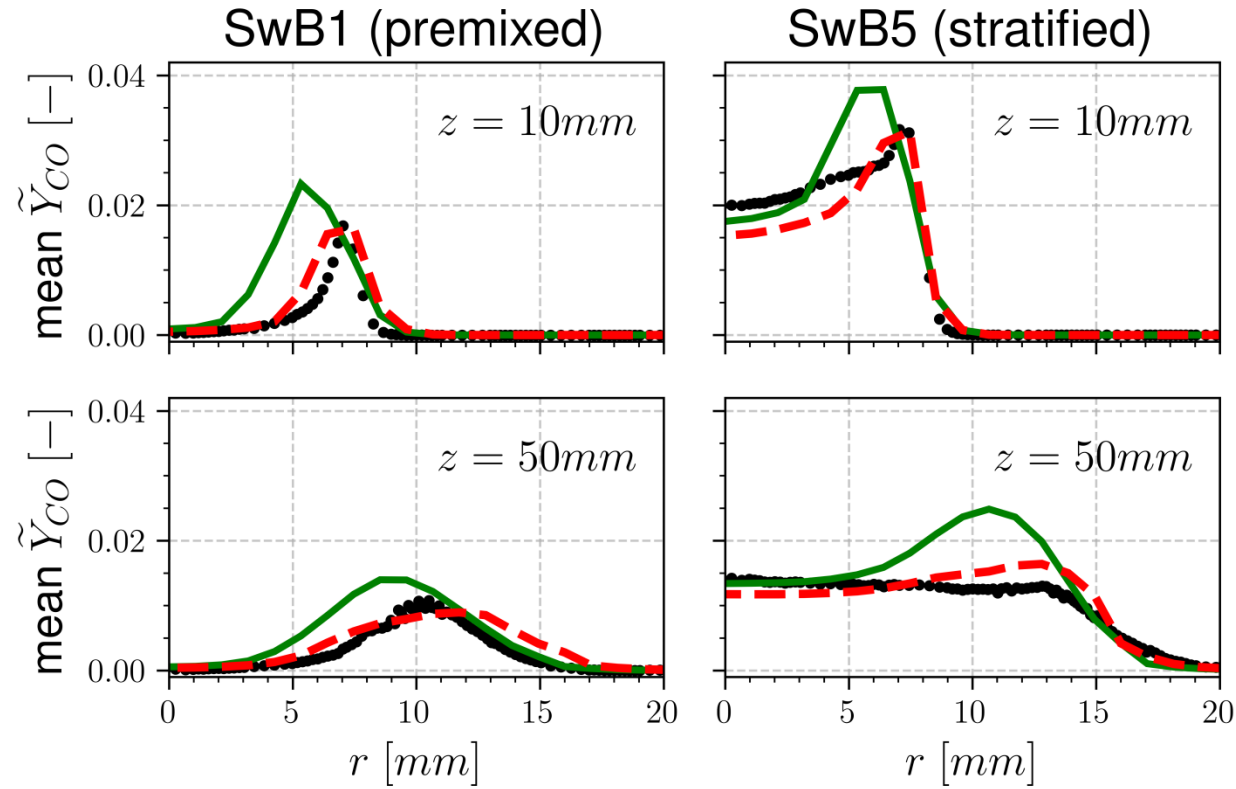 SwB1 (premixed)
SwB5 (stratified)
mean Ỹ_CO [−]
0.04
0.02
0.00
z = 10mm
z = 10mm
mean Ỹ_CO [−]
0.04
0.02
0.00
z = 50mm
z = 50mm
0 5 10 15 20
0 5 10 15 20
r [mm]
r [mm]